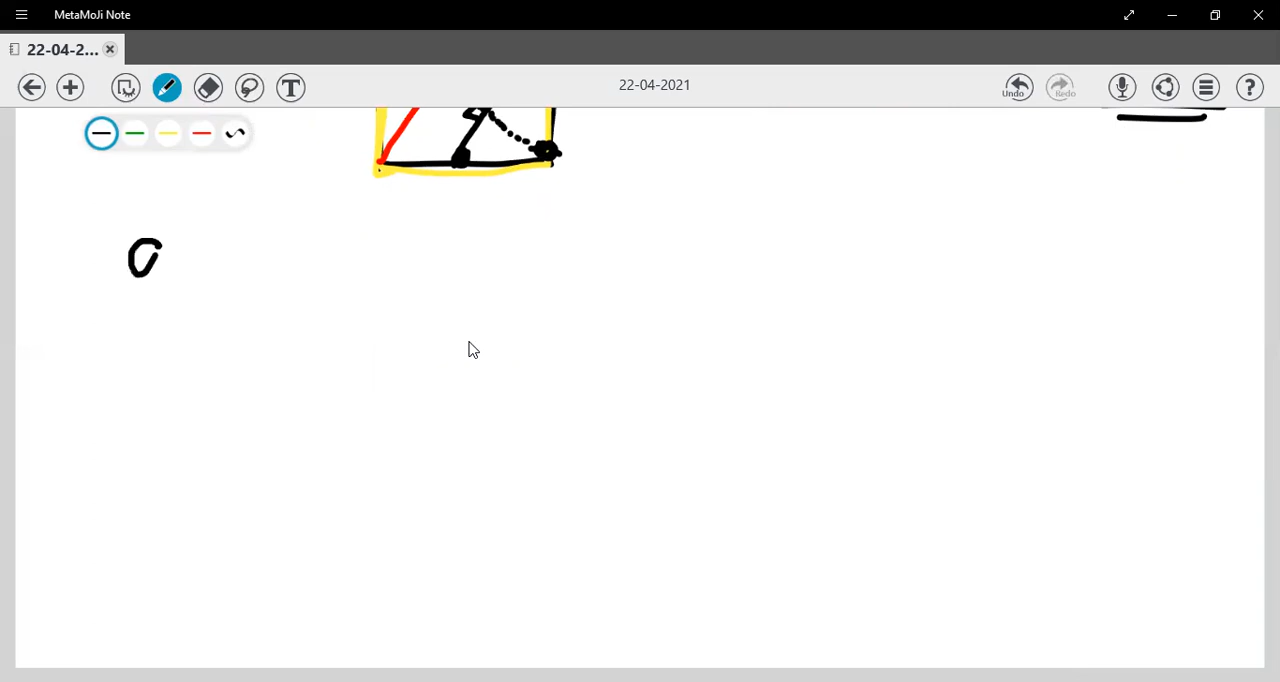 MetaMoJi Note
22-04-2...
22-04-2021
Undo
Redo
T
?